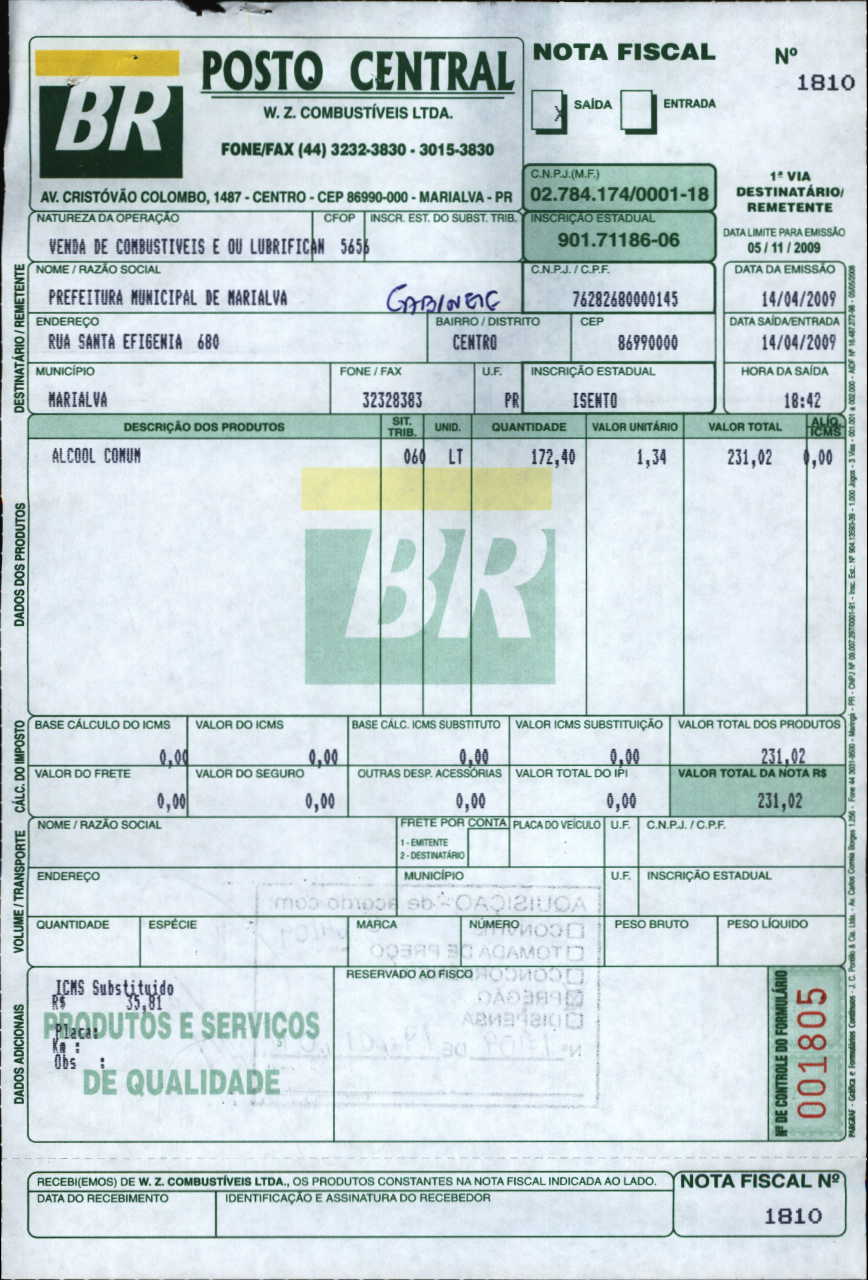 BR
POSTO CENTRAL
W. Z. COMBUSTÍVEIS LTDA.
FONE/FAX (44) 3232-3830 - 3015-3830
AV. CRISTÓVÃO COLOMBO, 1487 - CENTRO - CEP 86990-000 - MARIALVA - PR
NOTA FISCAL Nº 1810
X SAÍDA ENTRADA
C.N.P.J.(M.F.)
02.784.174/0001-18
1ª VIA
DESTINATÁRIO/
REMETENTE
NATUREZA DA OPERAÇÃO CFOP INSCR. EST. DO SUBST. TRIB. INSCRIÇÃO ESTADUAL
VENDA DE COMBUSTIVEIS E OU LUBRIFICAN 5656 901.71186-06
DATA LIMITE PARA EMISSÃO
05 / 11 / 2009
DESTINATÁRIO / REMETENTE
NOME / RAZÃO SOCIAL C.N.P.J. / C.P.F. DATA DA EMISSÃO
PREFEITURA MUNICIPAL DE MARIALVA GABINETE 76282680000145 14/04/2009
ENDEREÇO BAIRRO / DISTRITO CEP DATA SAÍDA/ENTRADA
RUA SANTA EFIGENIA 680 CENTRO 86990000 14/04/2009
MUNICÍPIO FONE / FAX U.F. INSCRIÇÃO ESTADUAL HORA DA SAÍDA
MARIALVA 32328383 PR ISENTO 18:42
DADOS DOS PRODUTOS
DESCRIÇÃO DOS PRODUTOS SIT. TRIB. UNID. QUANTIDADE VALOR UNITÁRIO VALOR TOTAL ALÍQ. ICMS
ALCOOL COMUM 060 LT 172,40 1,34 231,02 0,00
BR
CÁLC. DO IMPOSTO
BASE CÁLCULO DO ICMS VALOR DO ICMS BASE CÁLC. ICMS SUBSTITUTO VALOR ICMS SUBSTITUIÇÃO VALOR TOTAL DOS PRODUTOS
0,00 0,00 0,00 0,00 231,02
VALOR DO FRETE VALOR DO SEGURO OUTRAS DESP. ACESSÓRIAS VALOR TOTAL DO IPI VALOR TOTAL DA NOTA R$
0,00 0,00 0,00 0,00 231,02
VOLUME / TRANSPORTE
NOME / RAZÃO SOCIAL FRETE POR CONTA PLACA DO VEÍCULO U.F. C.N.P.J. / C.P.F.
1 - EMITENTE
2 - DESTINATÁRIO
ENDEREÇO MUNICÍPIO U.F. INSCRIÇÃO ESTADUAL
QUANTIDADE ESPÉCIE MARCA NÚMERO PESO BRUTO PESO LÍQUIDO
AQUISIÇÃO - de acordo com:
CONVITE
TOMADA DE PREÇO
PREGÃO
DISPENSA
DADOS ADICIONAIS
RESERVADO AO FISCO
ICMS Substituido
R$ 35,81
Placa:
Km :
Obs :
PRODUTOS E SERVIÇOS
DE QUALIDADE
Nº DE CONTROLE DO FORMULÁRIO
001805
RECEBI(EMOS) DE W. Z. COMBUSTÍVEIS LTDA., OS PRODUTOS CONSTANTES NA NOTA FISCAL INDICADA AO LADO.
DATA DO RECEBIMENTO IDENTIFICAÇÃO E ASSINATURA DO RECEBEDOR
NOTA FISCAL Nº
1810